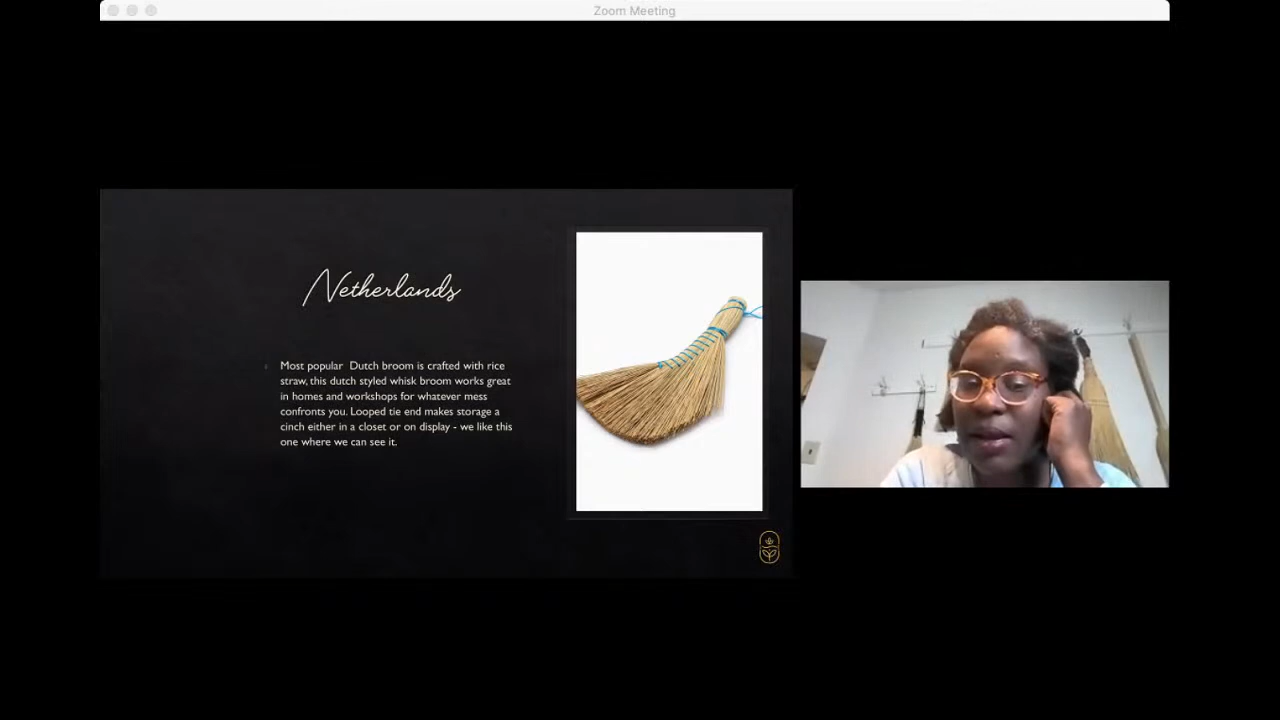 Zoom Meeting
Netherlands
Most popular Dutch broom is crafted with rice
straw, this dutch styled whisk broom works great
in homes and workshops for whatever mess
confronts you. Looped tie end makes storage a
cinch either in a closet or on display - we like this
one where we can see it.